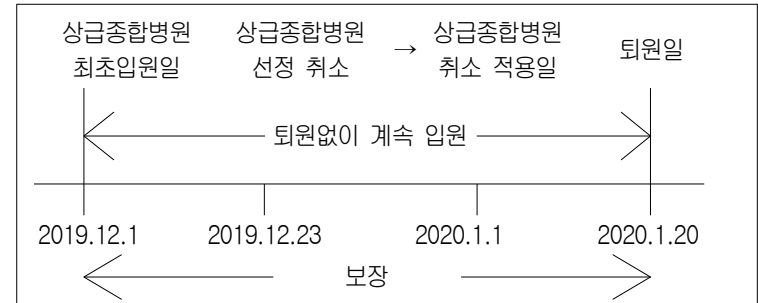 상급종합병원 상급종합병원 → 상급종합병원 퇴원일
최초입원일 선정 취소 취소 적용일
퇴원없이 계속 입원
2019.12.1 2019.12.23 2020.1.1 2020.1.20
보장